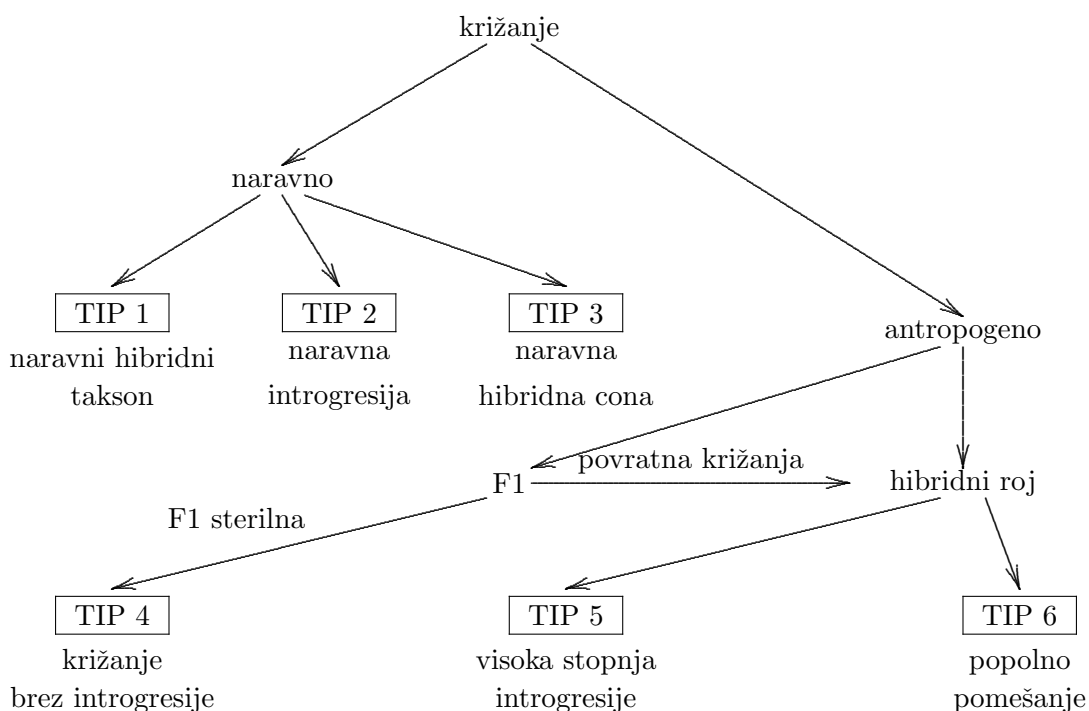 križanje
naravno
TIP 1
TIP 2
TIP 3
naravni hibridni
takson
naravna
introgresija
naravna
hibridna cona
antropogeno
povratna križanja
F1
hibridni roj
F1 sterilna
TIP 4
TIP 5
TIP 6
križanje
brez introgresije
visoka stopnja
introgresije
popolno
pomešanje